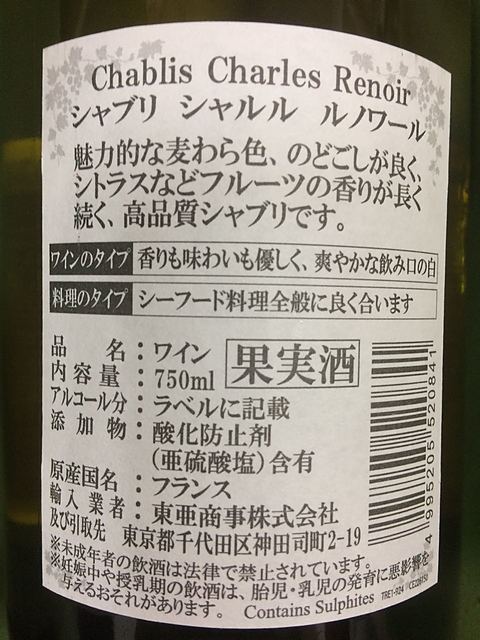 Chablis Charles Renoir
シャブリ シャルル ルノワール
魅力的な麦わら色、のどごしが良く、
シトラスなどフルーツの香りが長く
続く、高品質シャブリです。
ワインのタイプ 香りも味わいも優しく、爽やかな飲み口の白
料理のタイプ シーフード料理全般に良く合います
品名：ワイン 果実酒
内容量：750ml
アルコール分：ラベルに記載
添加物：酸化防止剤
（亜硫酸塩）含有
原産国名：フランス
輸入業者：東亜商事株式会社
及び引取先 東京都千代田区神田司町2-19
※未成年者の飲酒は法律で禁止されています。
※妊娠中や授乳期の飲酒は、胎児・乳児の発育に悪影響を
与えるおそれがあります。 Contains Sulphites
4 995205 520841